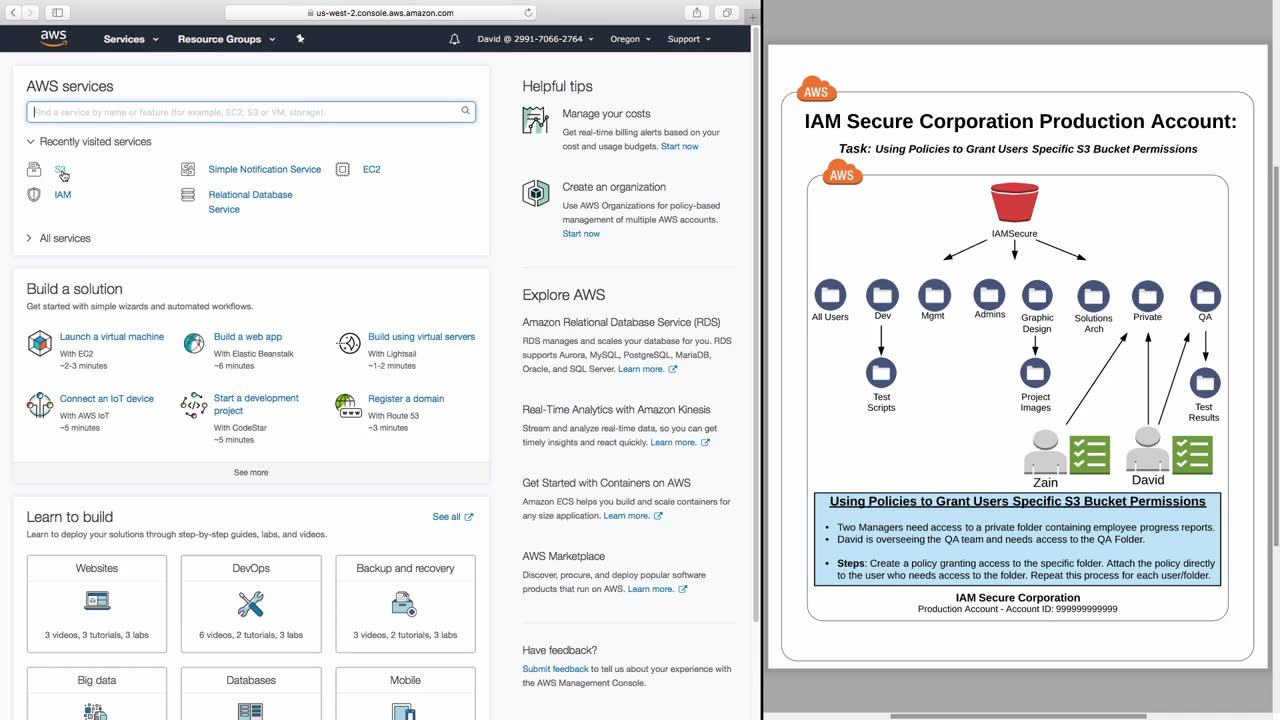 us-west-2.console.aws.amazon.com
aws
Services
Resource Groups
David @ 2991-7066-2764
Oregon
Support
AWS services
Find a service by name or feature (for example, EC2, S3 or VM, storage).
Recently visited services
S3
Simple Notification Service
EC2
IAM
Relational Database
Service
All services
Build a solution
Get started with simple wizards and automated workflows.
Launch a virtual machine
With EC2
~2-3 minutes
Build a web app
With Elastic Beanstalk
~6 minutes
Build using virtual servers
With Lightsail
~1-2 minutes
Connect an IoT device
With AWS IoT
~5 minutes
Start a development
project
With CodeStar
~5 minutes
Register a domain
With Route 53
~3 minutes
See more
Learn to build
See all
Learn to deploy your solutions through step-by-step guides, labs, and videos.
Websites
3 videos, 3 tutorials, 3 labs
DevOps
6 videos, 2 tutorials, 3 labs
Backup and recovery
3 videos, 2 tutorials, 3 labs
Big data
Databases
Mobile
Helpful tips
Manage your costs
Get real-time billing alerts based on your
cost and usage budgets. Start now
Create an organization
Use AWS Organizations for policy-based
management of multiple AWS accounts.
Start now
Explore AWS
Amazon Relational Database Service (RDS)
RDS manages and scales your database for you. RDS
supports Aurora, MySQL, PostgreSQL, MariaDB,
Oracle, and SQL Server. Learn more.
Real-Time Analytics with Amazon Kinesis
Stream and analyze real-time data, so you can get
timely insights and react quickly. Learn more.
Get Started with Containers on AWS
Amazon ECS helps you build and scale containers for
any size application. Learn more.
AWS Marketplace
Discover, procure, and deploy popular software
products that run on AWS. Learn more.
Have feedback?
Submit feedback to tell us about your experience with
the AWS Management Console.
AWS
IAM Secure Corporation Production Account:
Task: Using Policies to Grant Users Specific S3 Bucket Permissions
AWS
IAMSecure
All Users
Dev
Mgmt
Admins
Graphic
Design
Solutions
Arch
Private
QA
Test
Scripts
Project
Images
Test
Results
Zain
David
Using Policies to Grant Users Specific S3 Bucket Permissions
• Two Managers need access to a private folder containing employee progress reports.
• David is overseeing the QA team and needs access to the QA Folder.
• Steps: Create a policy granting access to the specific folder. Attach the policy directly
to the user who needs access to the folder. Repeat this process for each user/folder.
IAM Secure Corporation
Production Account - Account ID: 999999999999